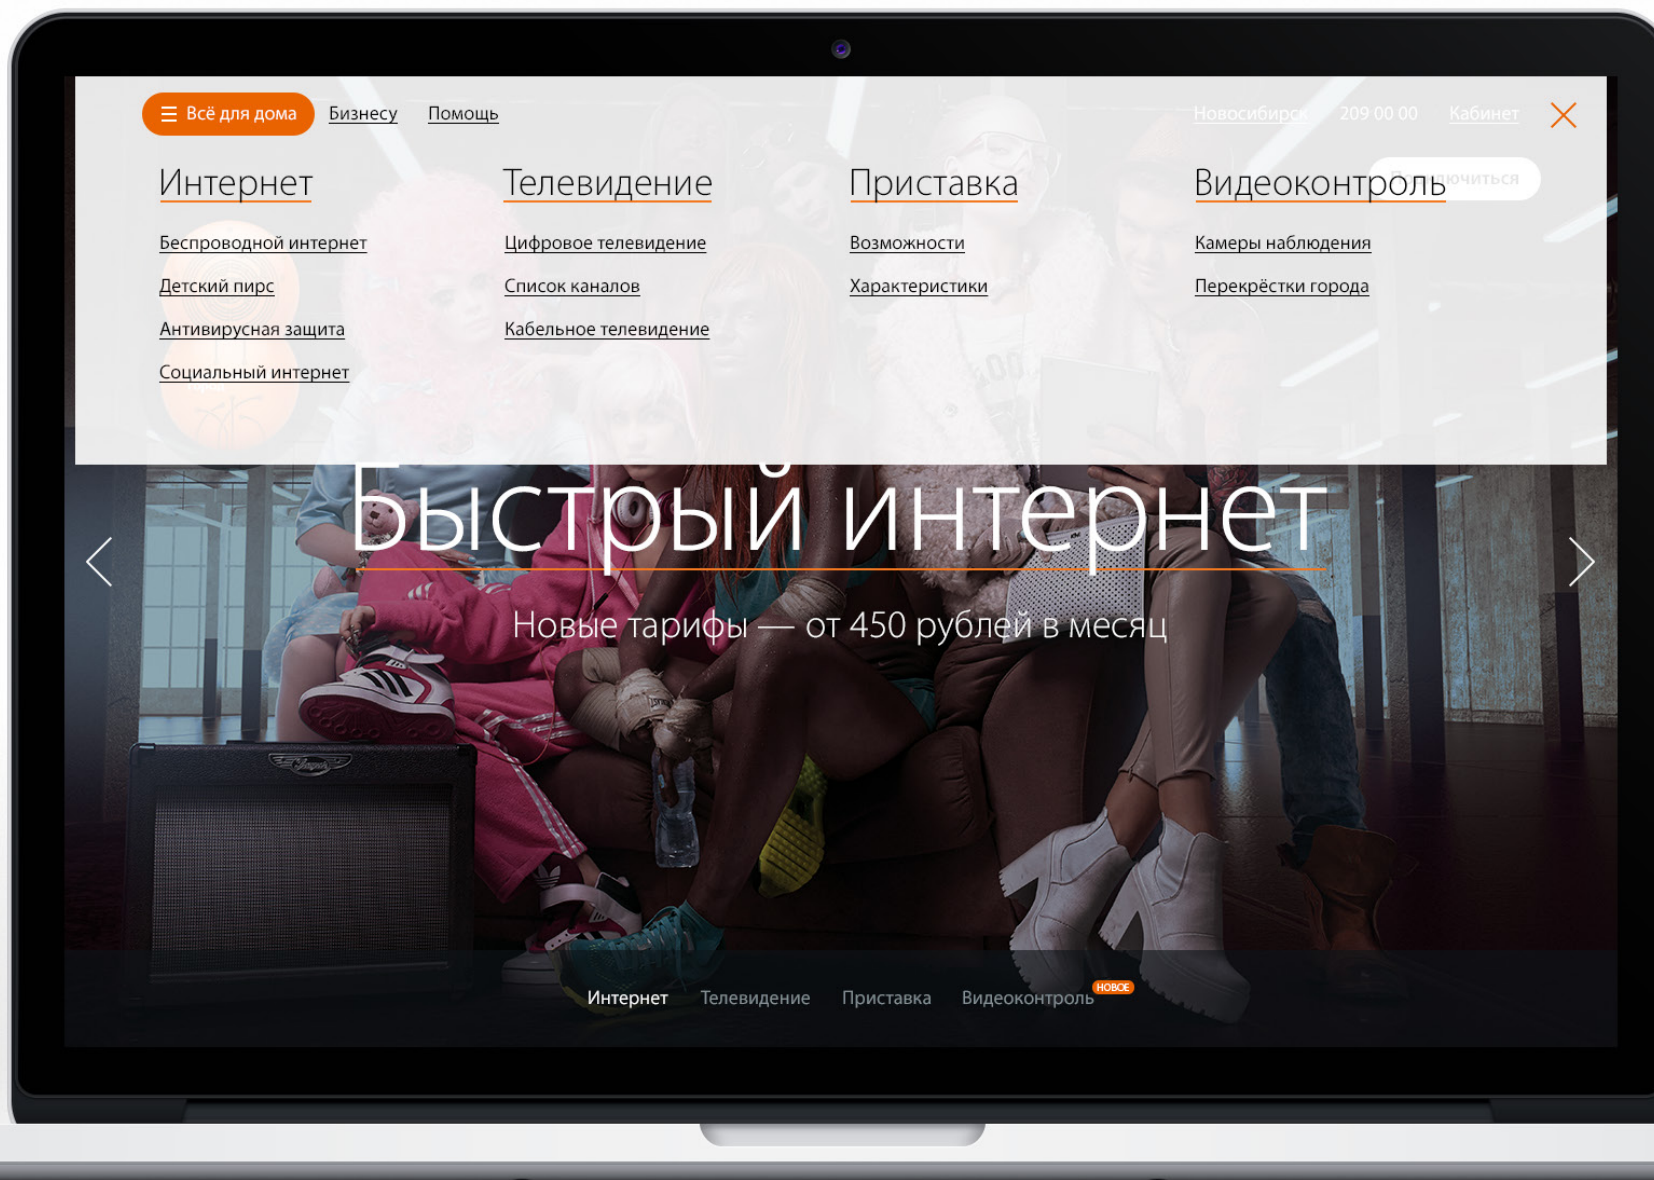 Всё для дома Бизнесу Помощь Новосибирск 209 00 00 Кабинет
Интернет Телевидение Приставка Видеоконтроль
Беспроводной интернет Цифровое телевидение Возможности Камеры наблюдения
Детский пирс Список каналов Характеристики Перекрёстки города
Антивирусная защита Кабельное телевидение
Социальный интернет
Быстрый интернет
Новые тарифы — от 450 рублей в месяц
Интернет Телевидение Приставка Видеоконтроль НОВОЕ